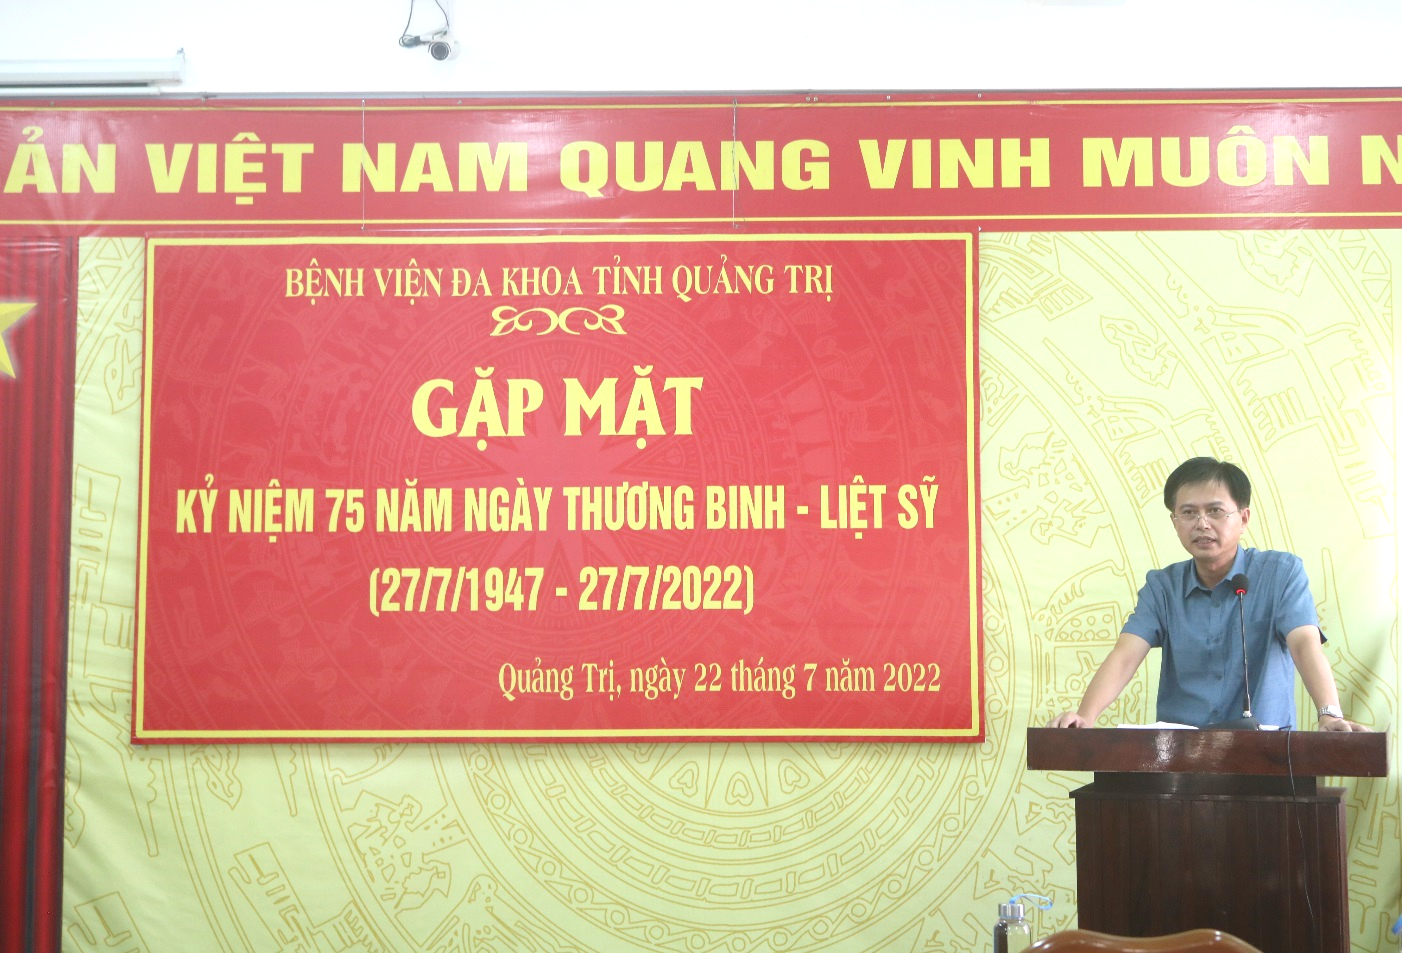 ẢN VIỆT NAM QUANG VINH MUÔN N
BỆNH VIỆN ĐA KHOA TỈNH QUẢNG TRỊ
GẶP MẶT
KỶ NIỆM 75 NĂM NGÀY THƯƠNG BINH - LIỆT SỸ
(27/7/1947 - 27/7/2022)
Quảng Trị, ngày 22 tháng 7 năm 2022